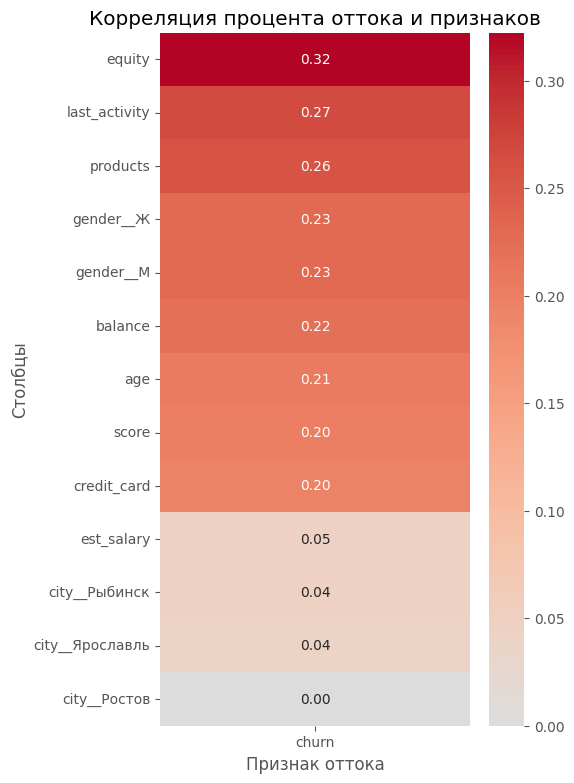 Корреляция процента оттока и признаков
equity 0.32
last_activity 0.27
products 0.26
gender__Ж 0.23
gender__М 0.23
balance 0.22
age 0.21
score 0.20
credit_card 0.20
est_salary 0.05
city__Рыбинск 0.04
city__Ярославль 0.04
city__Ростов 0.00
churn
Признак оттока
Столбцы
0.30
0.25
0.20
0.15
0.10
0.05
0.00